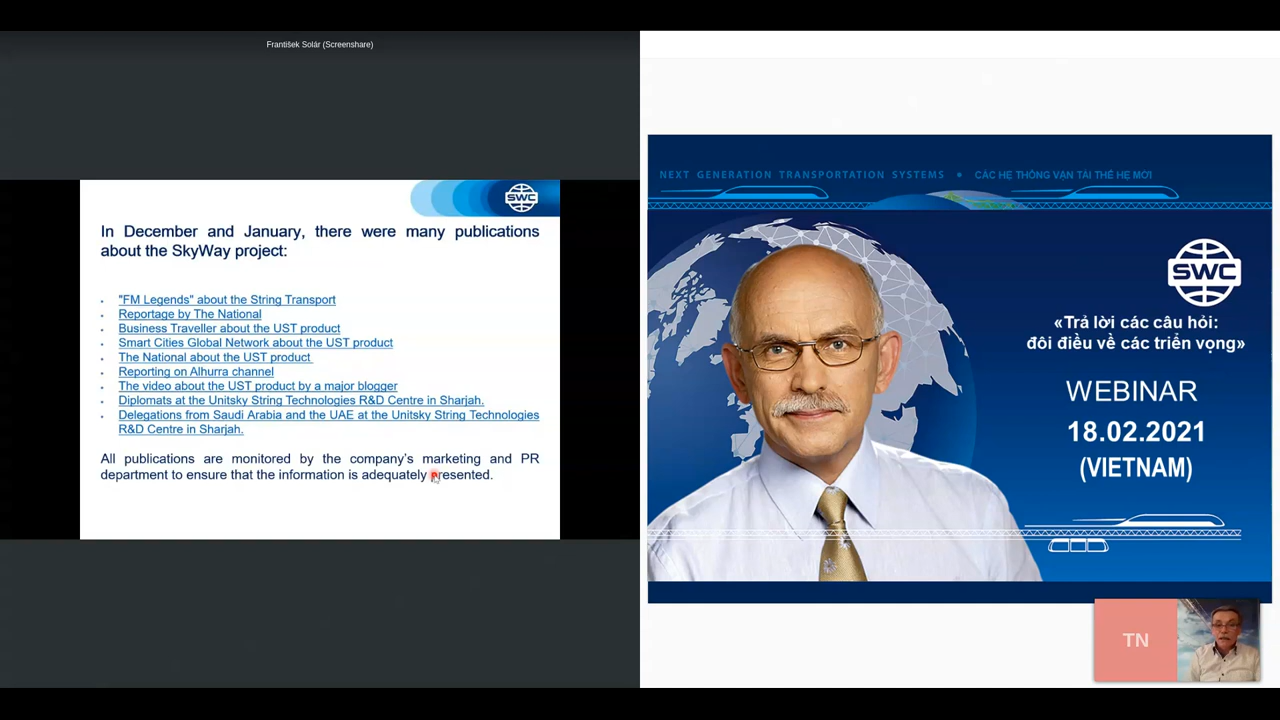 František Solár (Screenshare)
SWC
In December and January, there were many publications
about the SkyWay project:
"FM Legends" about the String Transport
Reportage by The National
Business Traveller about the UST product
Smart Cities Global Network about the UST product
The National about the UST product
Reporting on Alhurra channel
The video about the UST product by a major blogger
Diplomats at the Unitsky String Technologies R&D Centre in Sharjah.
Delegations from Saudi Arabia and the UAE at the Unitsky String Technologies
R&D Centre in Sharjah.
All publications are monitored by the company's marketing and PR
department to ensure that the information is adequately presented.
NEXT GENERATION TRANSPORTATION SYSTEMS • CÁC HỆ THỐNG VẬN TẢI THẾ HỆ MỚI
SWC
«Trả lời các câu hỏi:
đôi điều về các triển vọng»
WEBINAR
18.02.2021
(VIETNAM)
TN